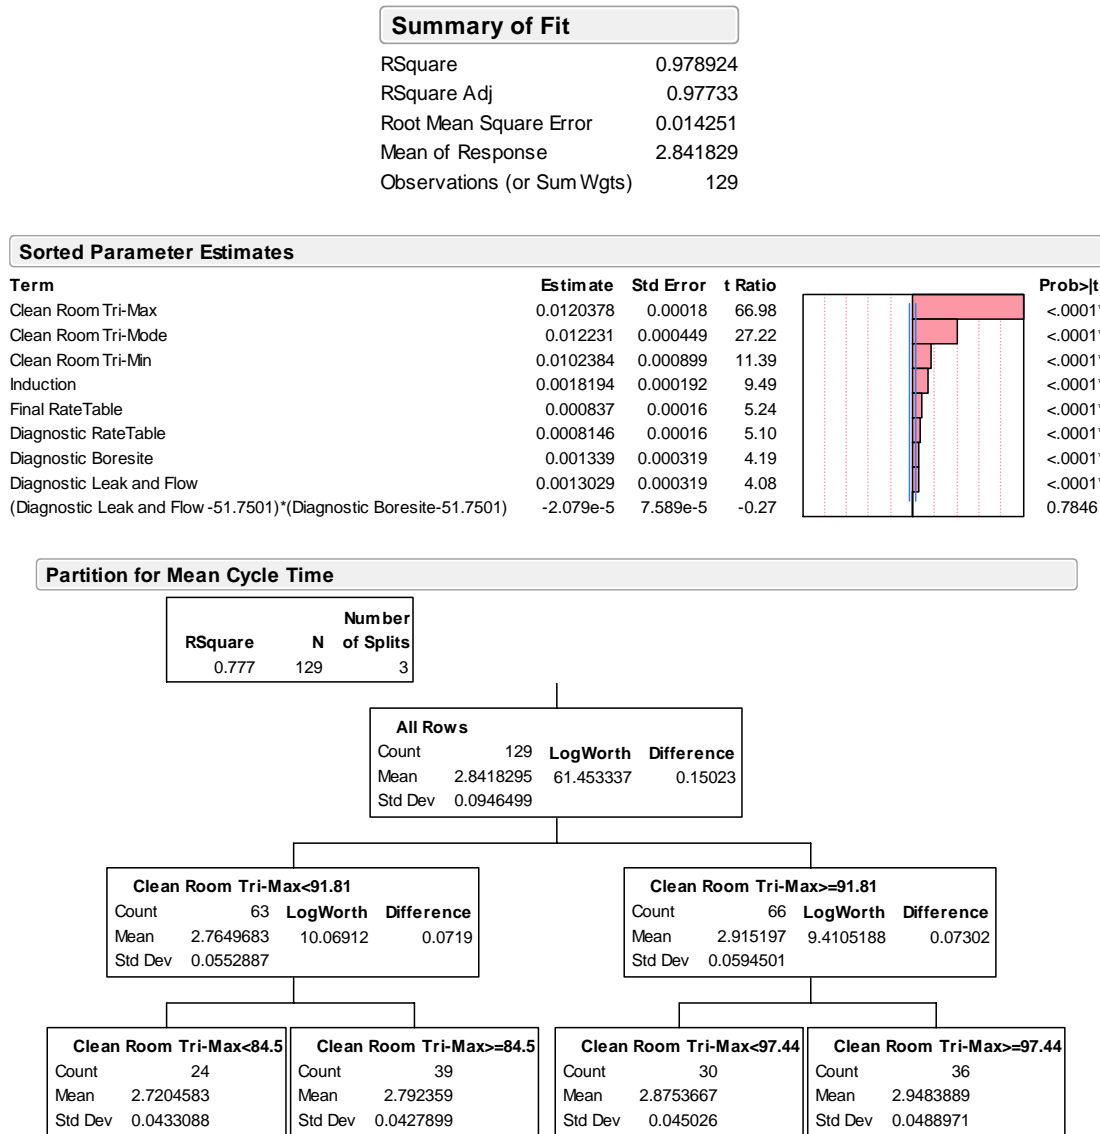 Summary of Fit
RSquare 0.978924
RSquare Adj 0.97733
Root Mean Square Error 0.014251
Mean of Response 2.841829
Observations (or Sum Wgts) 129
Sorted Parameter Estimates
Term Estimate Std Error t Ratio Prob>|t
Clean Room Tri-Max 0.0120378 0.00018 66.98 <.0001*
Clean Room Tri-Mode 0.012231 0.000449 27.22 <.0001*
Clean Room Tri-Min 0.0102384 0.000899 11.39 <.0001*
Induction 0.0018194 0.000192 9.49 <.0001*
Final RateTable 0.000837 0.00016 5.24 <.0001*
Diagnostic RateTable 0.0008146 0.00016 5.10 <.0001*
Diagnostic Boresite 0.001339 0.000319 4.19 <.0001*
Diagnostic Leak and Flow 0.0013029 0.000319 4.08 <.0001*
(Diagnostic Leak and Flow -51.7501)*(Diagnostic Boresite-51.7501) -2.079e-5 7.589e-5 -0.27 0.7846
Partition for Mean Cycle Time
Number
RSquare N of Splits
0.777 129 3
All Rows
Count 129 LogWorth Difference
Mean 2.8418295 61.453337 0.15023
Std Dev 0.0946499
Clean Room Tri-Max<91.81
Count 63 LogWorth Difference
Mean 2.7649683 10.06912 0.0719
Std Dev 0.0552887
Clean Room Tri-Max>=91.81
Count 66 LogWorth Difference
Mean 2.915197 9.4105188 0.07302
Std Dev 0.0594501
Clean Room Tri-Max<84.5
Count 24
Mean 2.7204583
Std Dev 0.0433088
Clean Room Tri-Max>=84.5
Count 39
Mean 2.792359
Std Dev 0.0427899
Clean Room Tri-Max<97.44
Count 30
Mean 2.8753667
Std Dev 0.045026
Clean Room Tri-Max>=97.44
Count 36
Mean 2.9483889
Std Dev 0.0488971